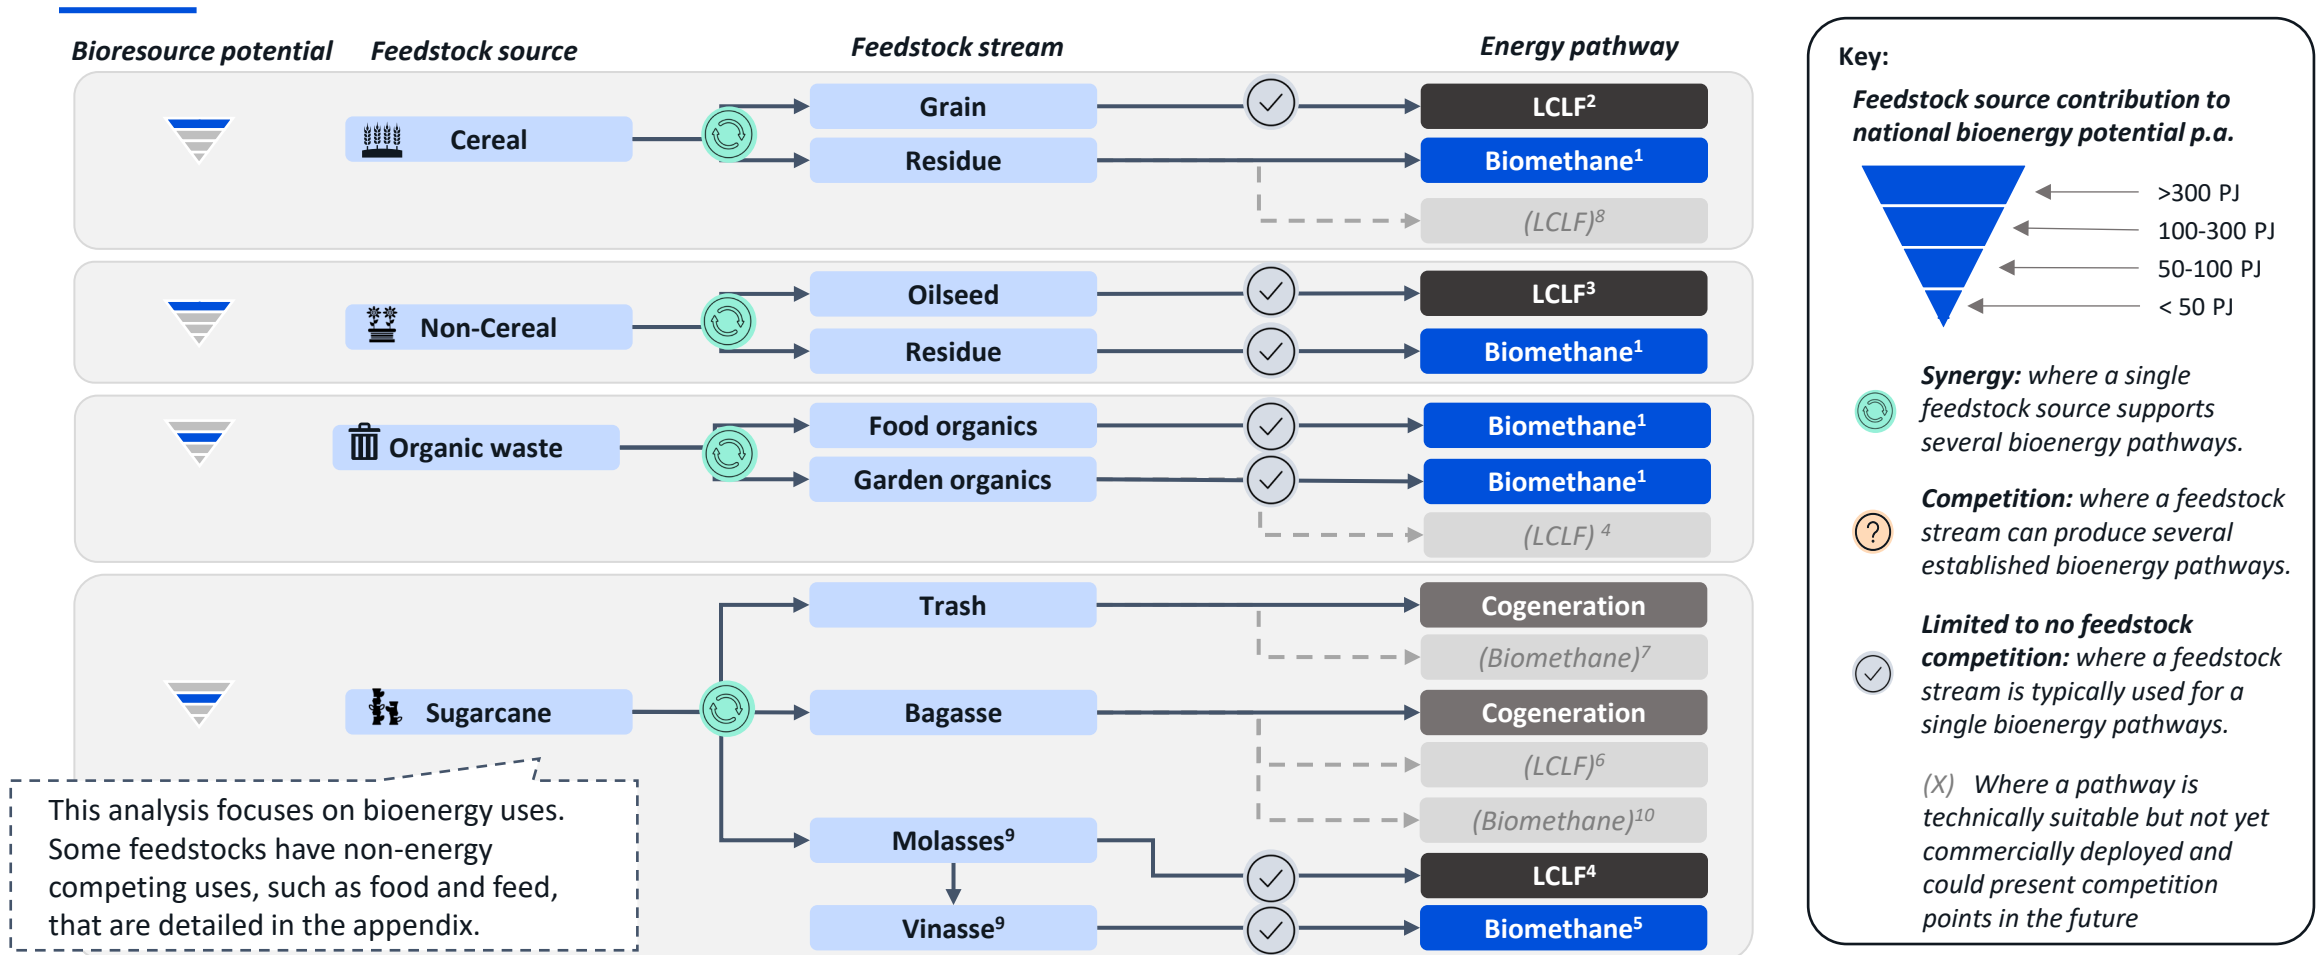 Bioresource potential
Feedstock source
Feedstock stream
Energy pathway
Cereal
Grain
LCLF2
Residue
Biomethane1
(LCLF)8
Non-Cereal
Oilseed
LCLF3
Residue
Biomethane1
Organic waste
Food organics
Biomethane1
Garden organics
Biomethane1
(LCLF) 4
Sugarcane
Trash
Cogeneration
(Biomethane)7
Bagasse
Cogeneration
(LCLF)6
(Biomethane)10
Molasses9
LCLF4
Vinasse9
Biomethane5
This analysis focuses on bioenergy uses.
Some feedstocks have non-energy
competing uses, such as food and feed,
that are detailed in the appendix.
Key:
Feedstock source contribution to
national bioenergy potential p.a.
>300 PJ
100-300 PJ
50-100 PJ
< 50 PJ
Synergy: where a single
feedstock source supports
several bioenergy pathways.
?
Competition: where a feedstock
stream can produce several
established bioenergy pathways.
Limited to no feedstock
competition: where a feedstock
stream is typically used for a
single bioenergy pathways.
(X) Where a pathway is
technically suitable but not yet
commercially deployed and
could present competition
points in the future